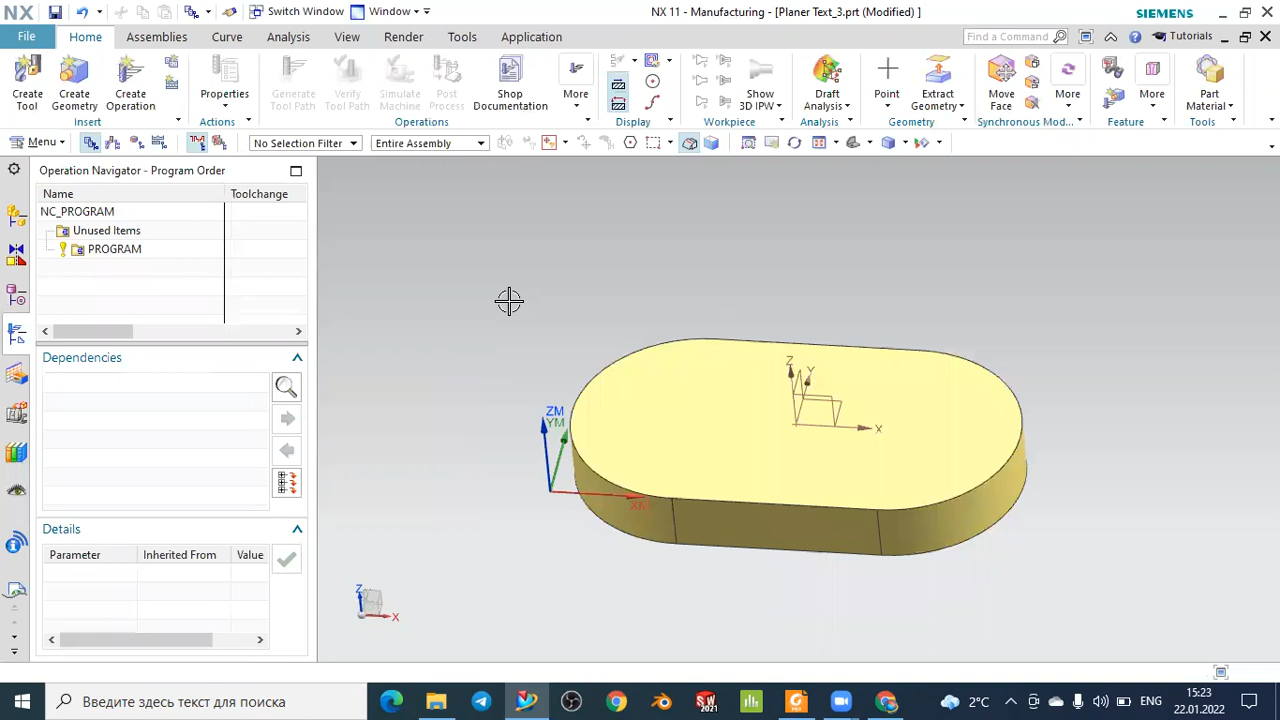 NX
Switch Window
Window
NX 11 - Manufacturing - [Planer Text_3.prt (Modified) ]
SIEMENS
File
Home
Assemblies
Curve
Analysis
View
Render
Tools
Application
Find a Command
Tutorials
Create Tool
Create Geometry
Create Operation
Properties
Generate Tool Path
Verify Tool Path
Simulate Machine
Post Process
Shop Documentation
More
Show 3D IPW
Draft Analysis
Point
Extract Geometry
Move Face
More
More
Part Material
Insert
Actions
Operations
Display
Workpiece
Analysis
Geometry
Synchronous Mod...
Feature
Tools
Menu
No Selection Filter
Entire Assembly
Operation Navigator - Program Order
Name
Toolchange
NC_PROGRAM
Unused Items
PROGRAM
Dependencies
Details
Parameter
Inherited From
Value
Z
Y
X
ZM
YM
XM
Z
X
Введите здесь текст для поиска
2°C
ENG
15:23
22.01.2022